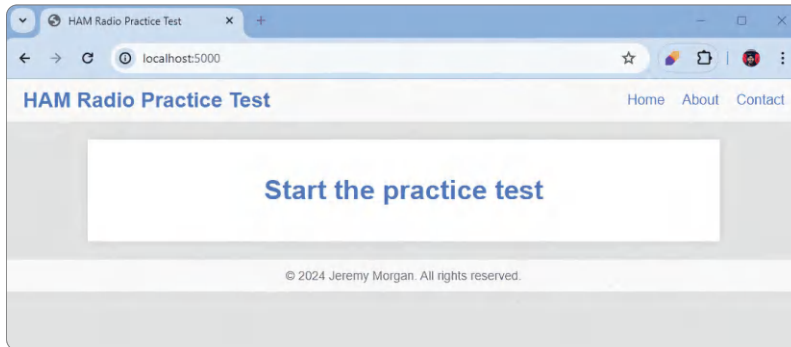 HAM Radio Practice Test
localhost:5000
HAM Radio Practice Test Home About Contact
Start the practice test
© 2024 Jeremy Morgan. All rights reserved.